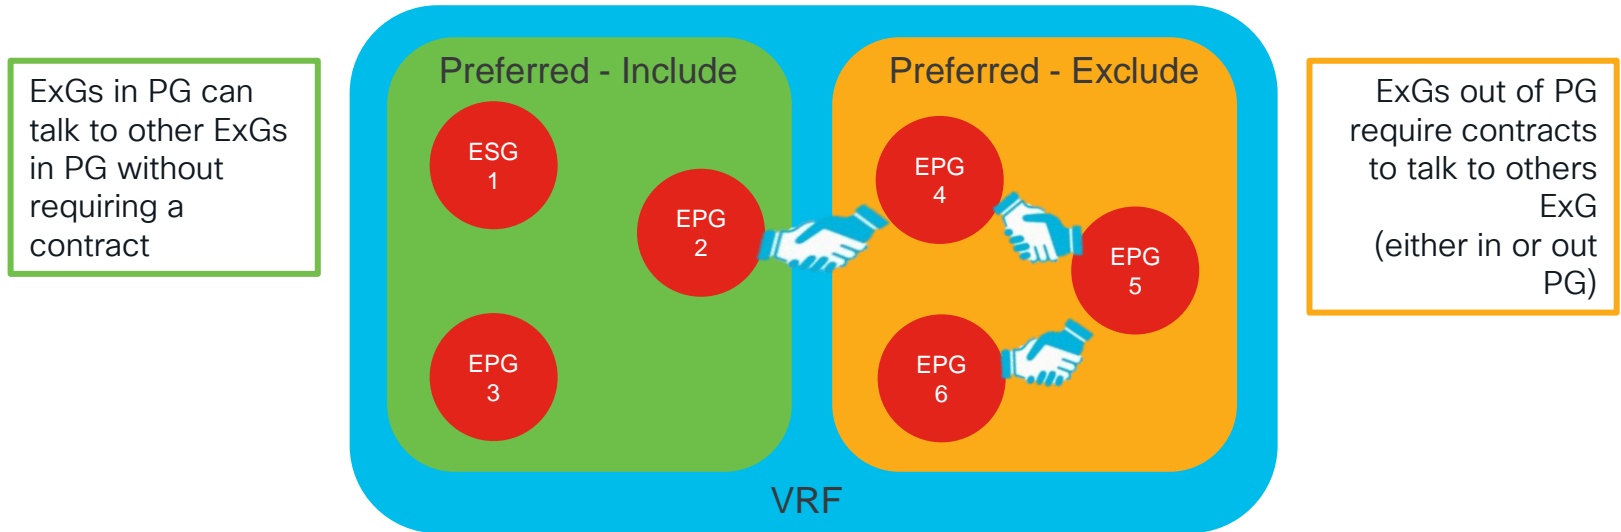 ExGs in PG can
talk to other ExGs
in PG without
requiring a
contract
Preferred - Include
ESG
1
EPG
2
EPG
3
Preferred - Exclude
EPG
4
EPG
5
EPG
6
VRF
ExGs out of PG
require contracts
to talk to others
ExG
(either in or out
PG)